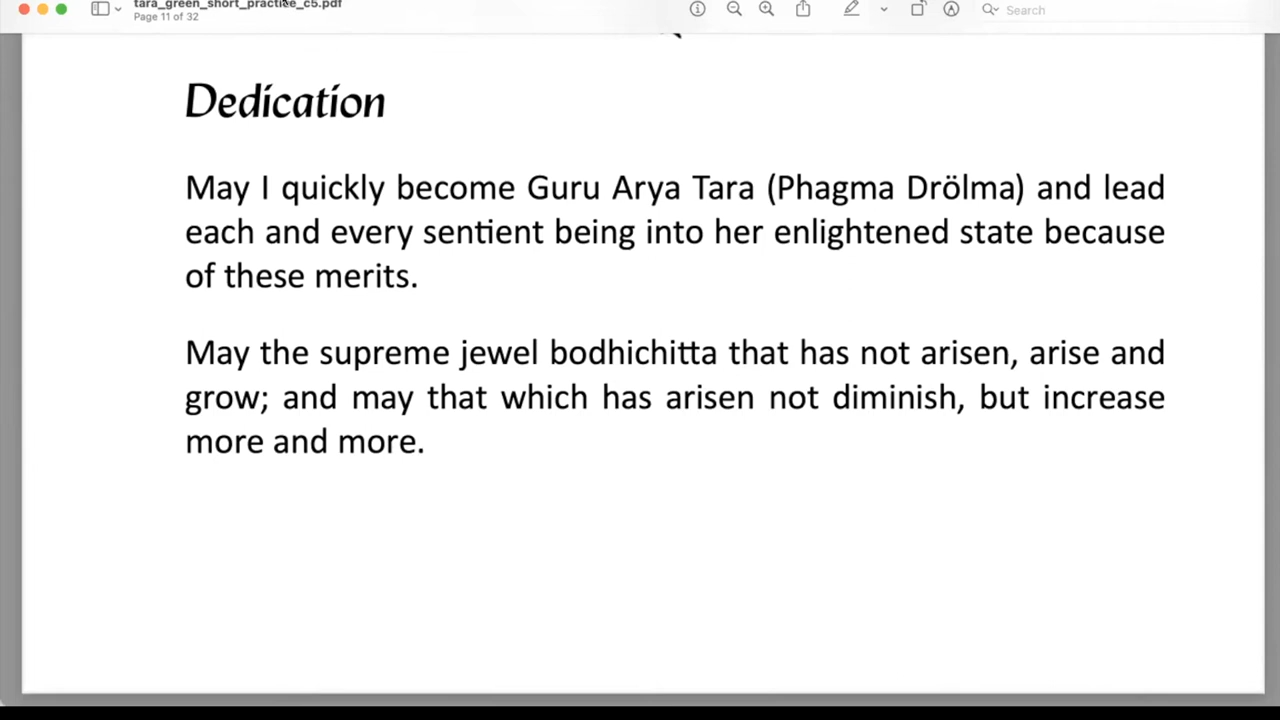 tara_green_short_practice_c5.pdf
Page 11 of 32
Search
Dedication
May I quickly become Guru Arya Tara (Phagma Drölma) and lead
each and every sentient being into her enlightened state because
of these merits.
May the supreme jewel bodhichitta that has not arisen, arise and
grow; and may that which has arisen not diminish, but increase
more and more.